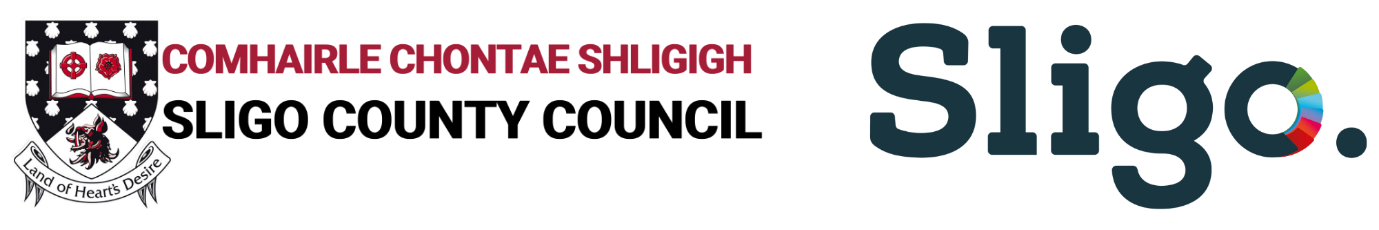 COMHAIRLE CHONTAE SHLIGIGH
SLIGO COUNTY COUNCIL
Land of Heart's Desire
Sligo.